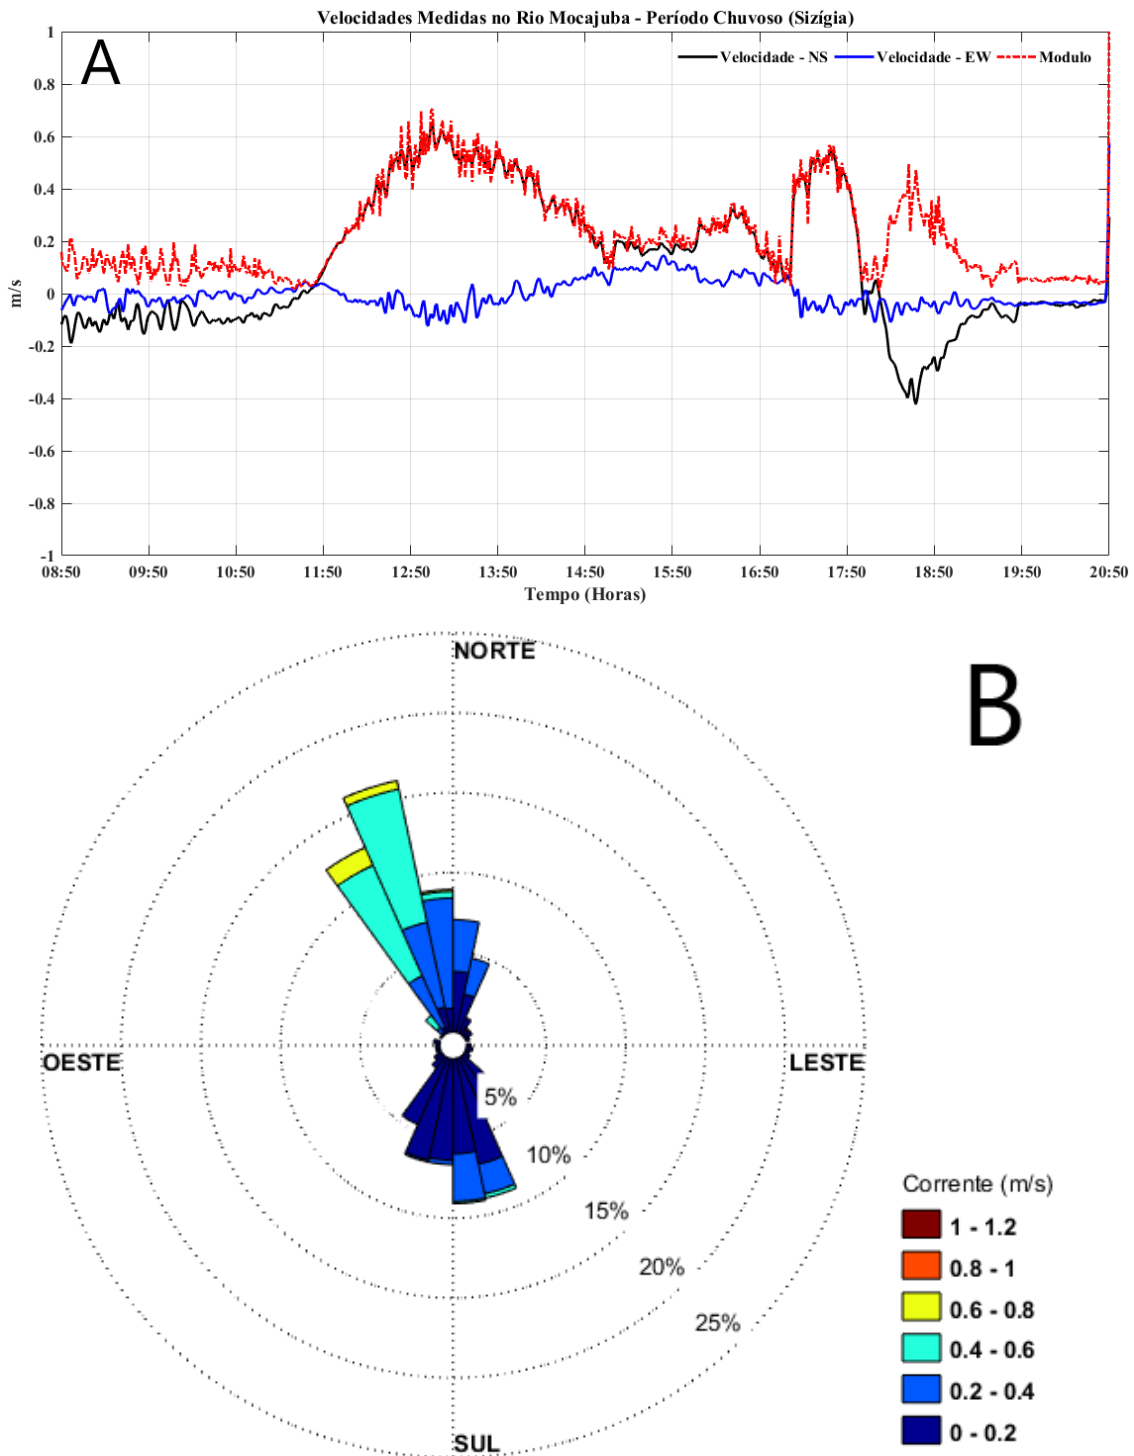 Velocidades Medidas no Rio Mocajuba - Período Chuvoso (Sizígia)
A
Velocidade - NS Velocidade - EW Modulo
1
0.8
0.6
0.4
0.2
0
-0.2
-0.4
-0.6
-0.8
-1
m/s
08:50 09:50 10:50 11:50 12:50 13:50 14:50 15:50 16:50 17:50 18:50 19:50 20:50
Tempo (Horas)
B
NORTE
OESTE
LESTE
SUL
5%
10%
15%
20%
25%
Corrente (m/s)
1 - 1.2
0.8 - 1
0.6 - 0.8
0.4 - 0.6
0.2 - 0.4
0 - 0.2